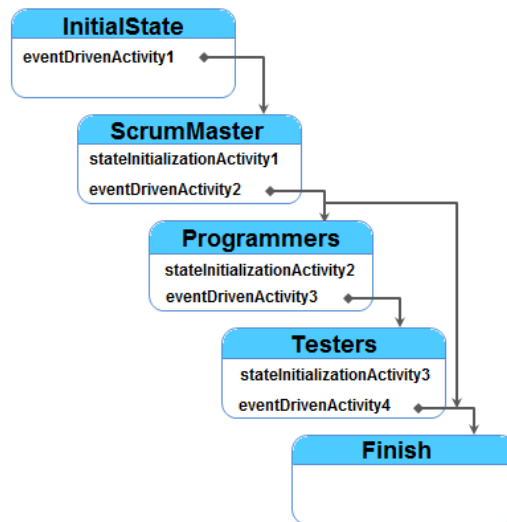 InitialState
eventDrivenActivity1
ScrumMaster
stateInitializationActivity1
eventDrivenActivity2
Programmers
stateInitializationActivity2
eventDrivenActivity3
Testers
stateInitializationActivity3
eventDrivenActivity4
Finish